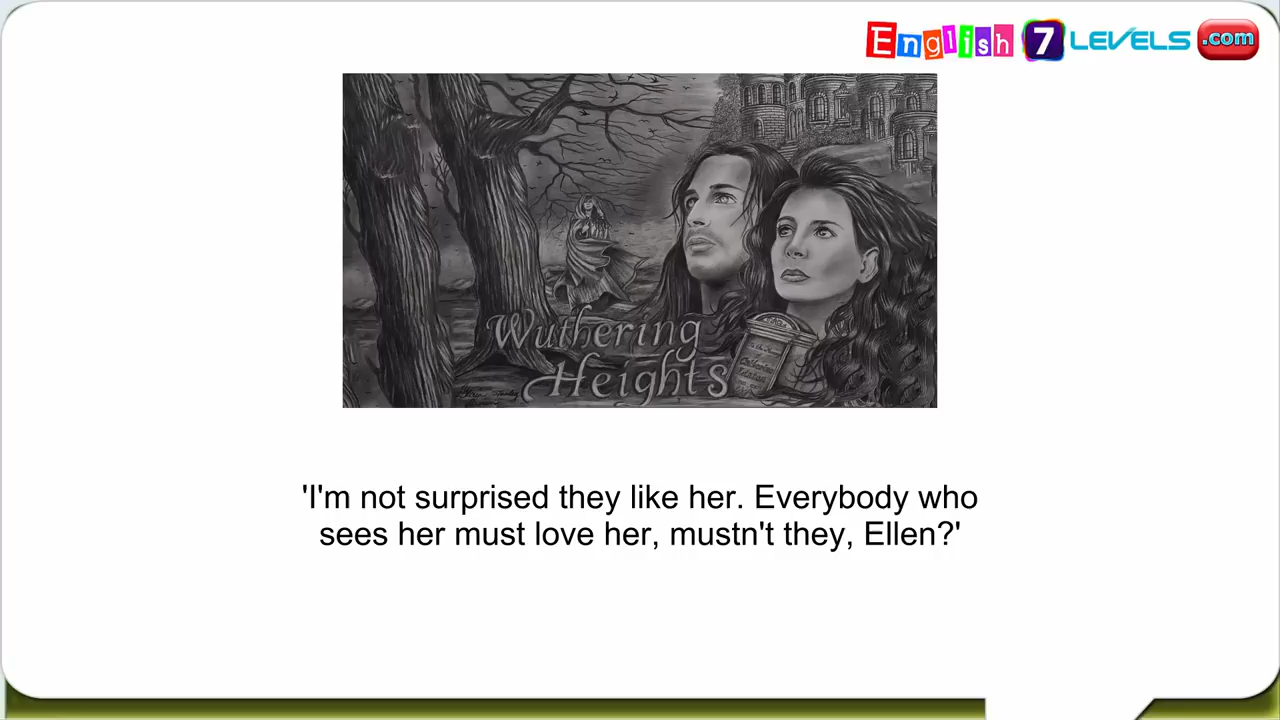 English 7 LEVELS .com
Wuthering
Heights
'I'm not surprised they like her. Everybody who
sees her must love her, mustn't they, Ellen?'